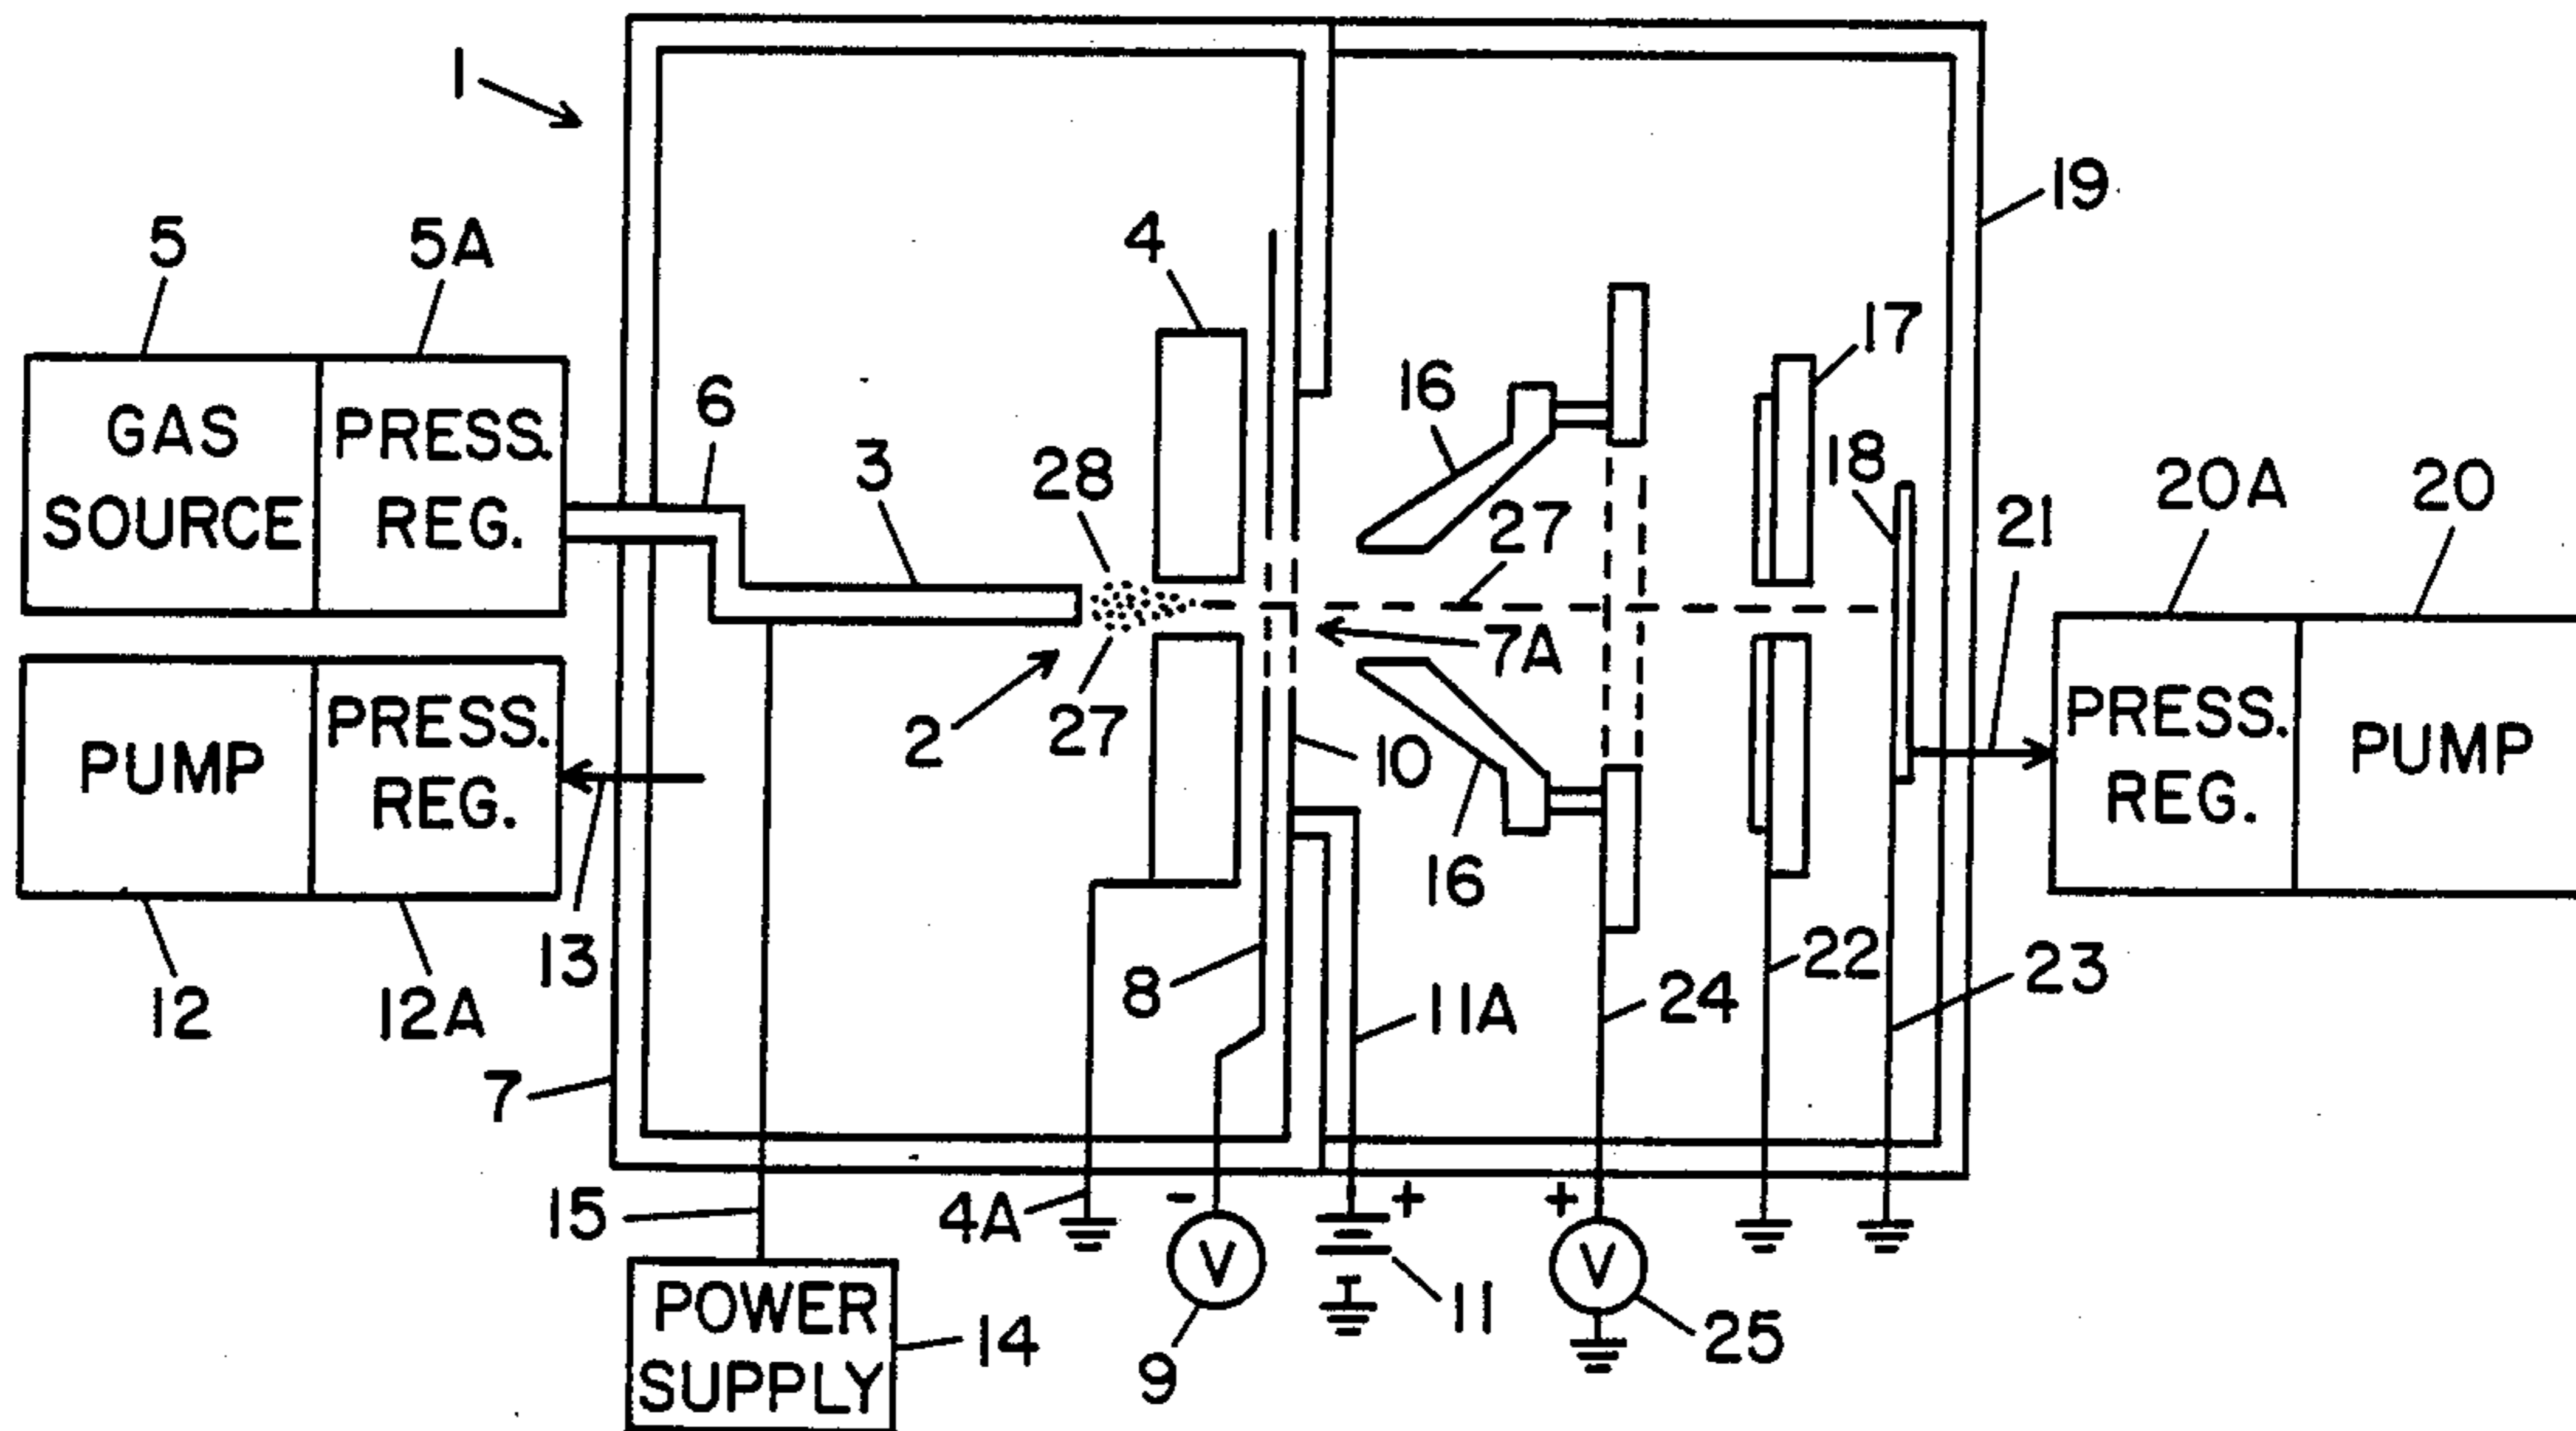 1
19
5
5A
4
17
GAS
SOURCE
PRESS.
REG.
6
3
28
16
27
18
21
20A
20
7A
2
27
10
PUMP
PRESS.
REG.
PRESS.
REG.
PUMP
16
13
12
12A
8
11A
24
22
23
7
15
4A
-
+
+
V
V
POWER
SUPPLY
14
9
11
25